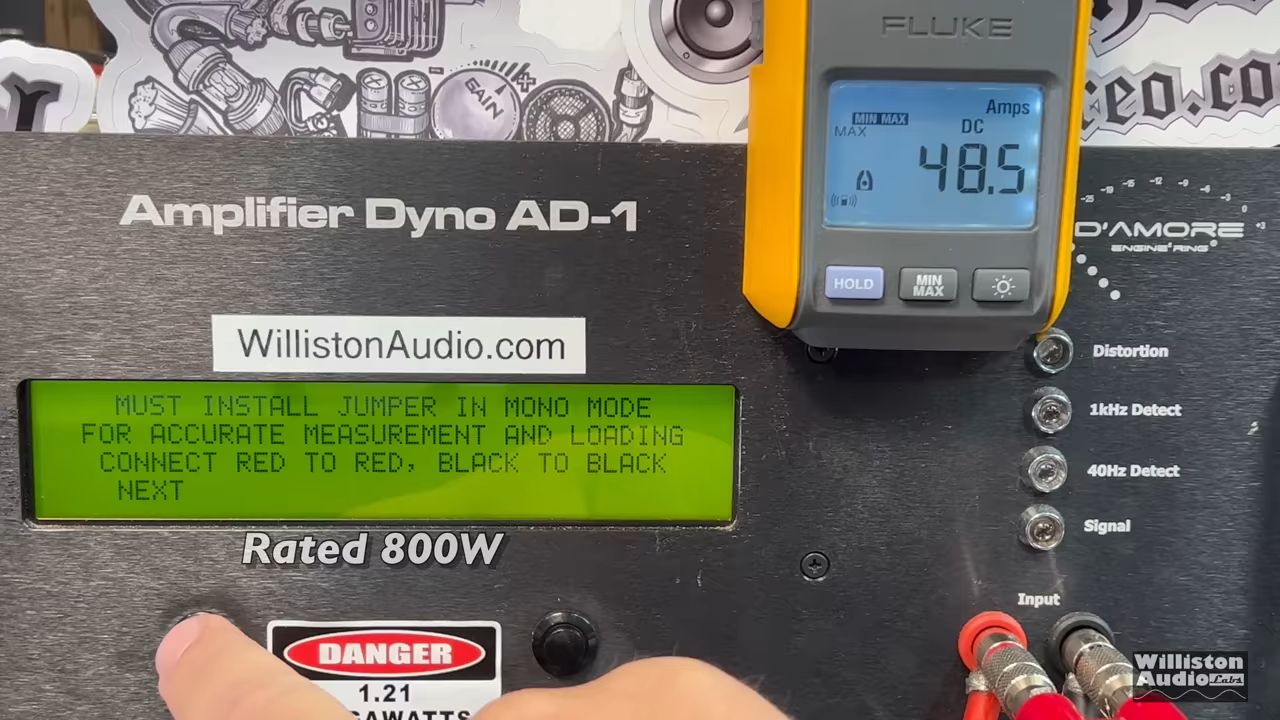 FLUKE
GAIN
Amps
MIN MAX
MAX
DC
48.5
HOLD
MIN
MAX
Amplifier Dyno AD-1
D'AMORE
ENGINEERING
WillistonAudio.com
MUST INSTALL JUMPER IN MONO MODE
FOR ACCURATE MEASUREMENT AND LOADING
CONNECT RED TO RED, BLACK TO BLACK
NEXT
Rated 800W
Distortion
1kHz Detect
40Hz Detect
Signal
Input
DANGER
1.21
Williston
AudioLabs